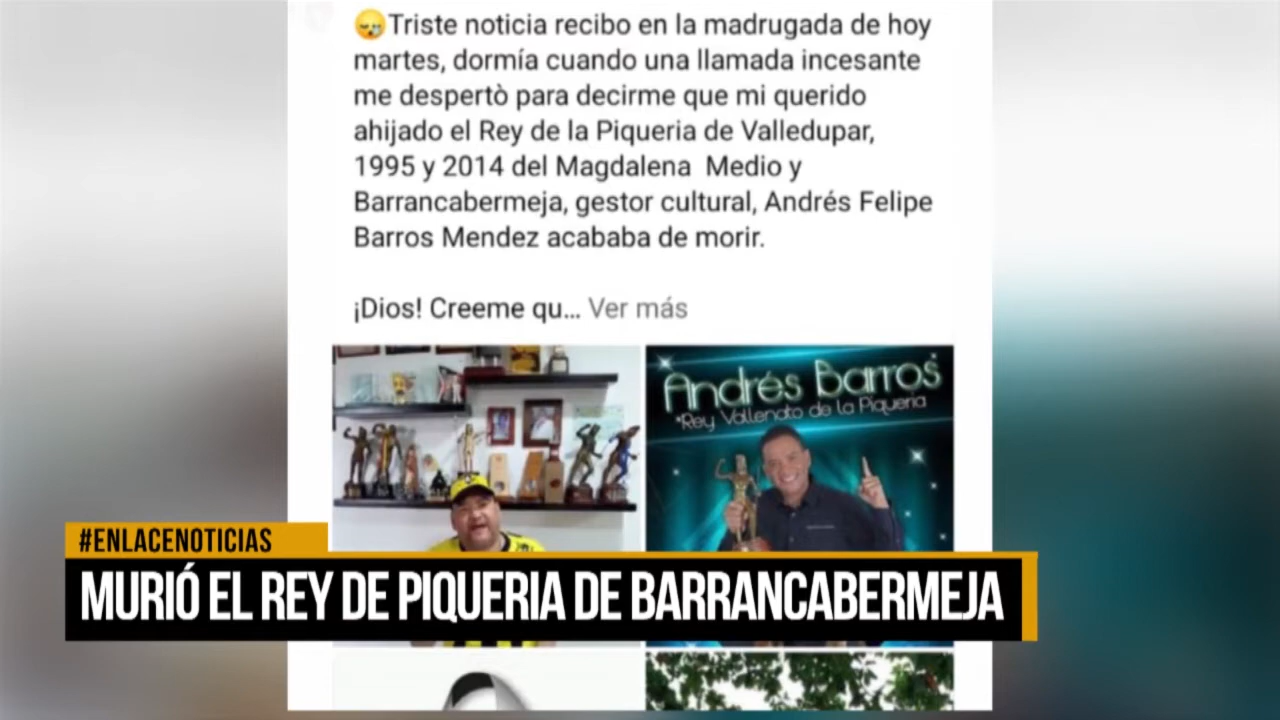 😪Triste noticia recibo en la madrugada de hoy
martes, dormía cuando una llamada incesante
me despertò para decirme que mi querido
ahijado el Rey de la Piqueria de Valledupar,
1995 y 2014 del Magdalena Medio y
Barrancabermeja, gestor cultural, Andrés Felipe
Barros Mendez acababa de morir.
¡Dios! Creeme qu... Ver más
Andrés Barros
"Rey Vallenato de la Piqueria
#ENLACENOTICIAS
MURIÓ EL REY DE PIQUERIA DE BARRANCABERMEJA